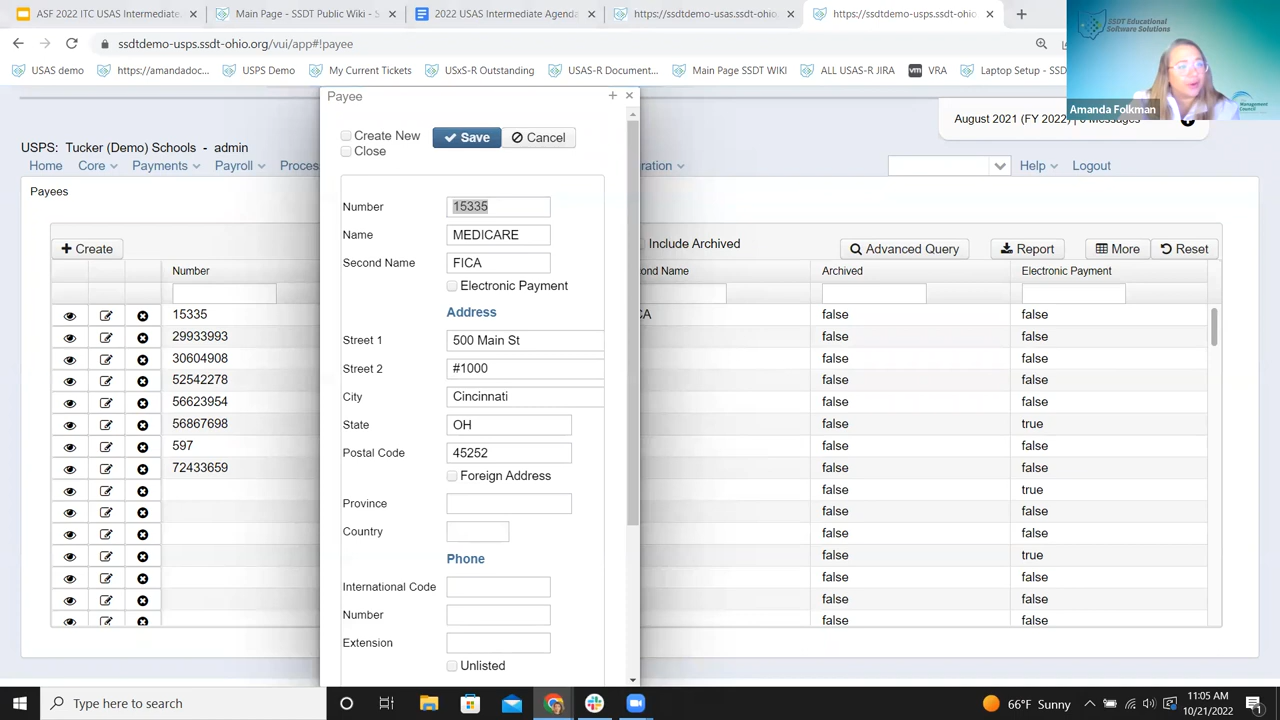 ASF 2022 ITC USAS Intermediate
Main Page - SSDT Public Wiki - S
2022 USAS Intermediate Agenda
https://ssdtdemo-usas.ssdt-ohio
https://ssdtdemo-usps.ssdt-ohio
ssdtdemo-usps.ssdt-ohio.org/vui/app#!payee
USAS demo
https://amandadoc...
USPS Demo
My Current Tickets
USxS-R Outstanding
USAS-R Document...
Main Page SSDT WIKI
ALL USAS-R JIRA
vm
VRA
Laptop Setup - SSD
SSDT Educational
Software Solutions
Management
Council
Amanda Folkman
August 2021 (FY 2022)
USPS: Tucker (Demo) Schools - admin
Home
Core
Payments
Payroll
Proces
ration
Help
Logout
Payees
Create
Include Archived
Advanced Query
Report
More
Reset
Number
ond Name
Archived
Electronic Payment
15335
CA
false
false
29933993
false
false
30604908
false
false
52542278
false
false
56623954
false
false
56867698
false
true
597
false
false
72433659
false
false
false
true
false
false
false
false
false
true
false
false
false
false
false
false
Payee
Create New
Close
Save
Cancel
Number
15335
Name
MEDICARE
Second Name
FICA
Electronic Payment
Address
Street 1
500 Main St
Street 2
#1000
City
Cincinnati
State
OH
Postal Code
45252
Foreign Address
Province
Country
Phone
International Code
Number
Extension
Unlisted
Type here to search
66°F Sunny
11:05 AM
10/21/2022
1